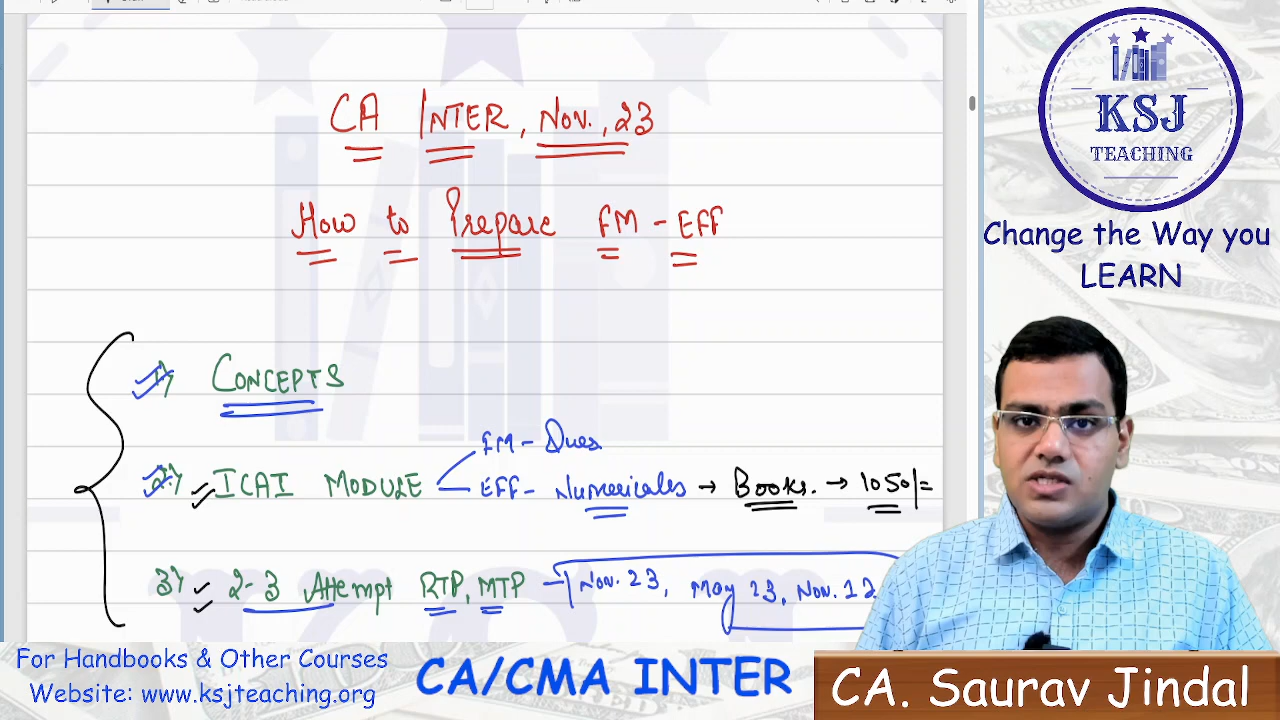 CA INTER, Nov., 23
How to Prepare FM - EFF
1) CONCEPTS
FM - Ques
2) ICAI MODULE EFF - Numericales → Books. → 1050/=
3) 2-3 Attempt RTP, MTP - Nov. 23, May 23, Nov. 12
KSJ
TEACHING
Change the Way you
LEARN
For Handbooks & Other Courses
Website: www.ksjteaching.org
CA/CMA INTER
CA. Saurav Jindal